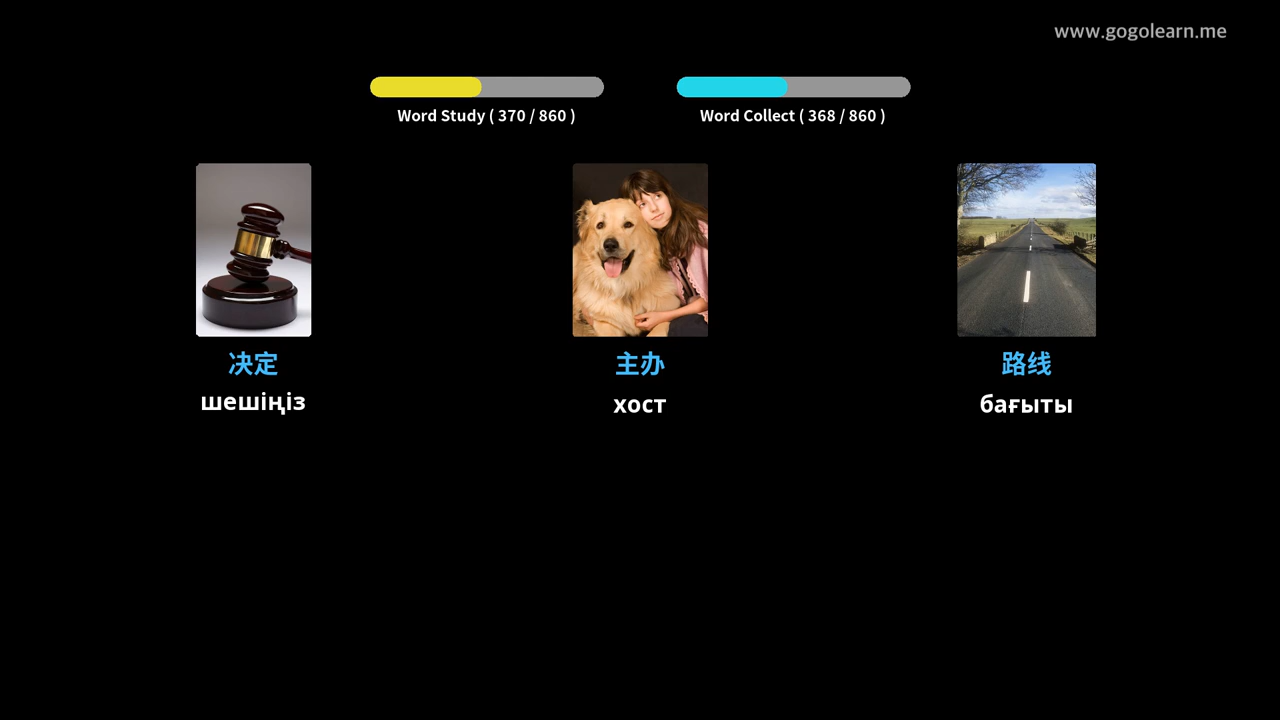 www.gogolearn.me
Word Study ( 370 / 860 )
Word Collect ( 368 / 860 )
决定
主办
路线
шешіңіз
хост
бағыты